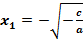 x₁ = -√(-c/a)